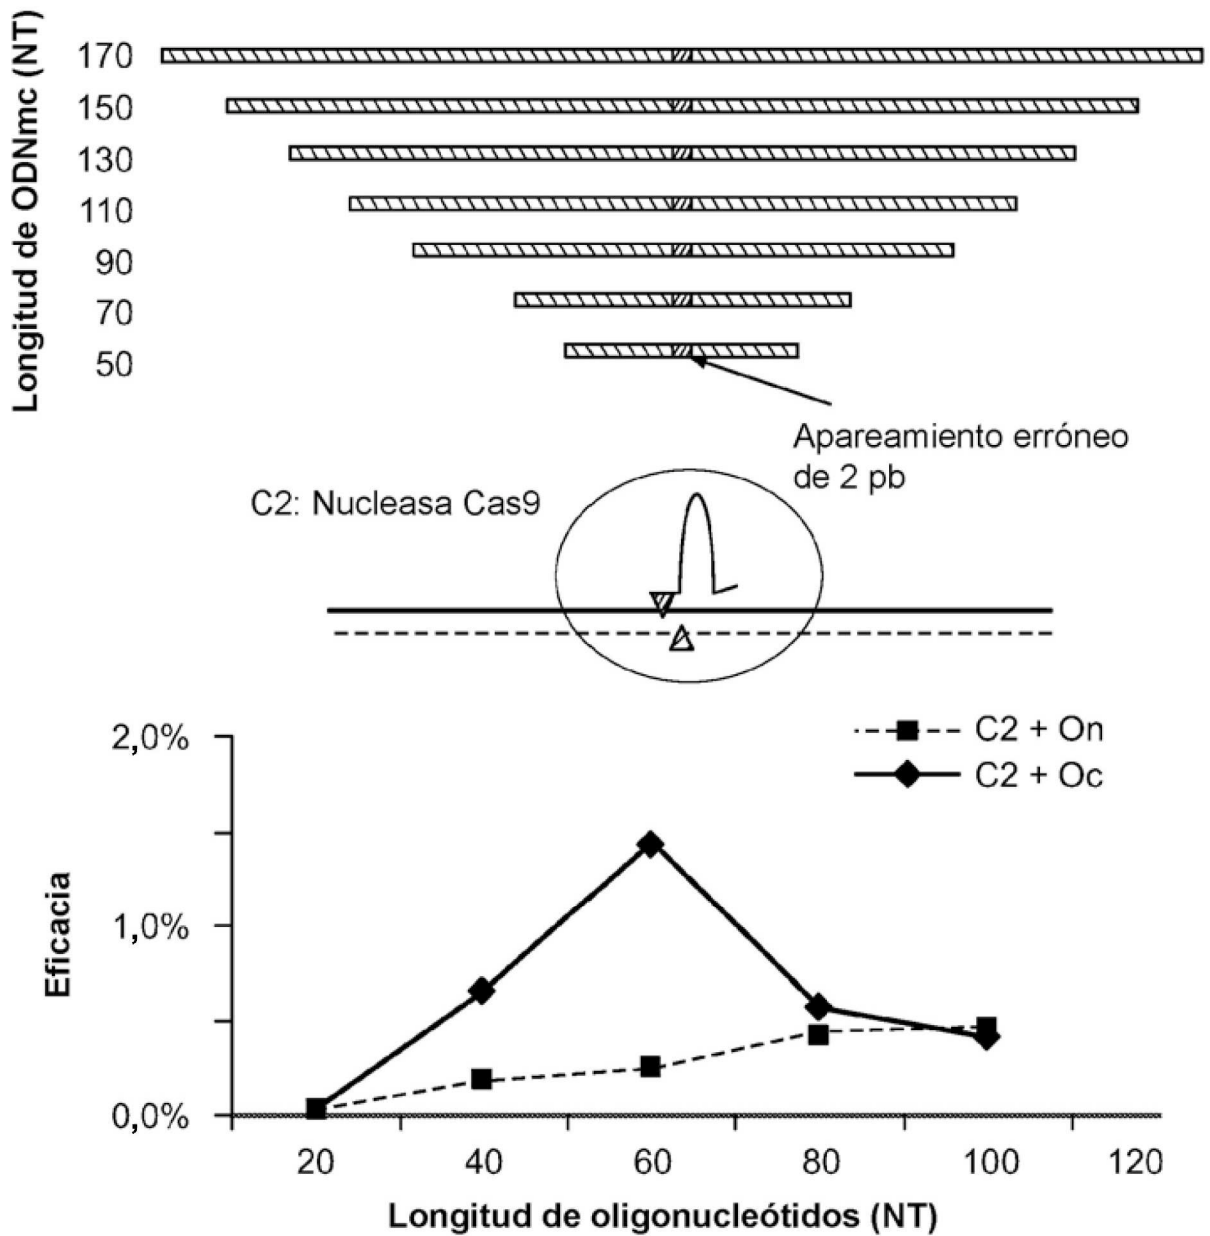 Longitud de ODNmc (NT)
170
150
130
110
90
70
50
Apareamiento erróneo
de 2 pb
C2: Nucleasa Cas9
C2 + On
C2 + Oc
Eficacia
2,0%
1,0%
0,0%
20 40 60 80 100 120
Longitud de oligonucleótidos (NT)